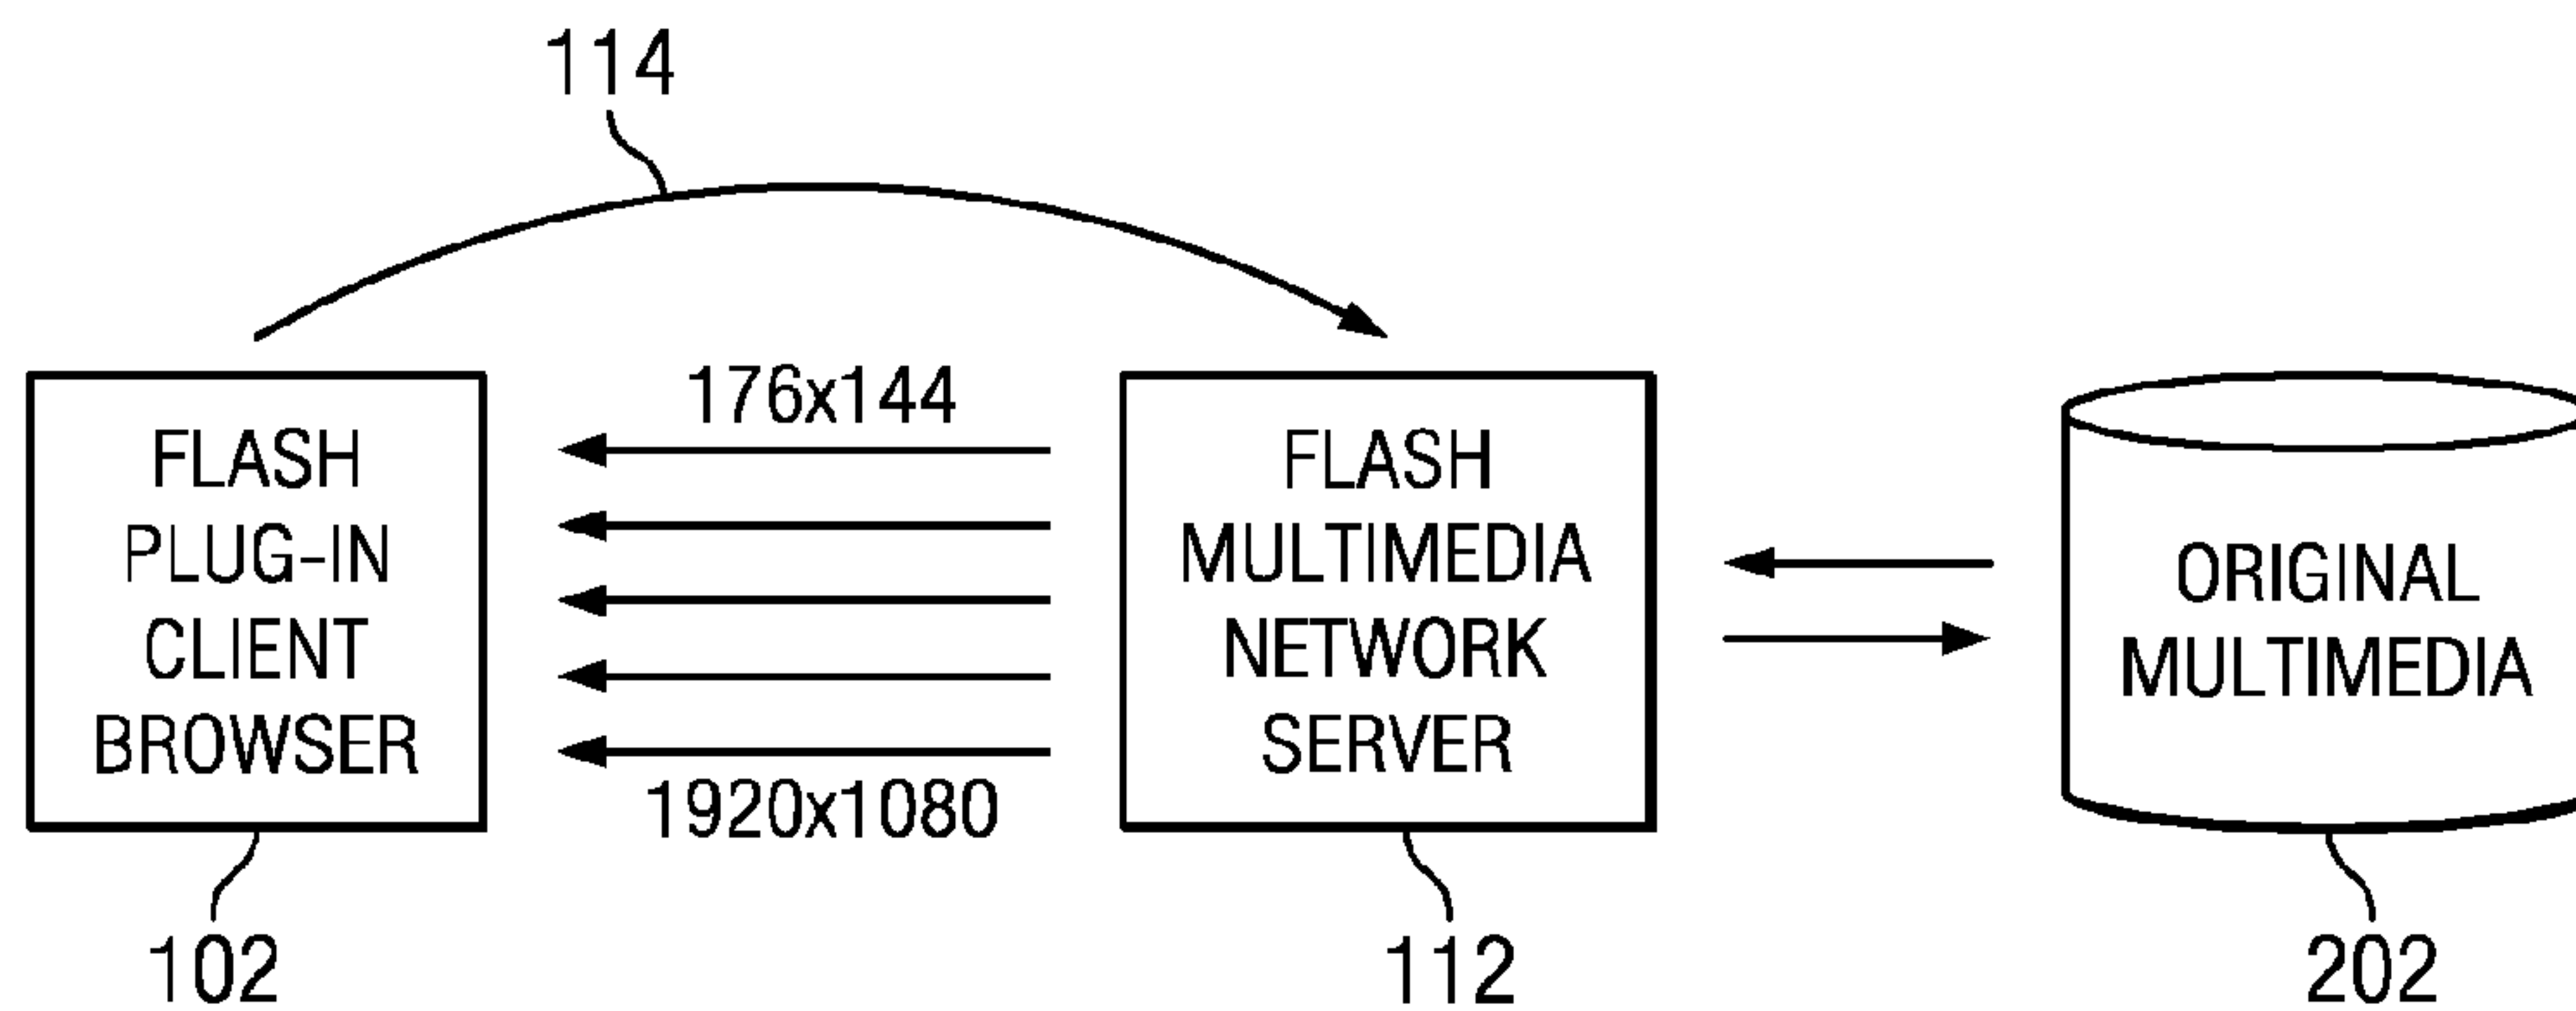 114
176x144
FLASH
PLUG-IN
CLIENT
BROWSER
1920x1080
FLASH
MULTIMEDIA
NETWORK
SERVER
ORIGINAL
MULTIMEDIA
102
112
202